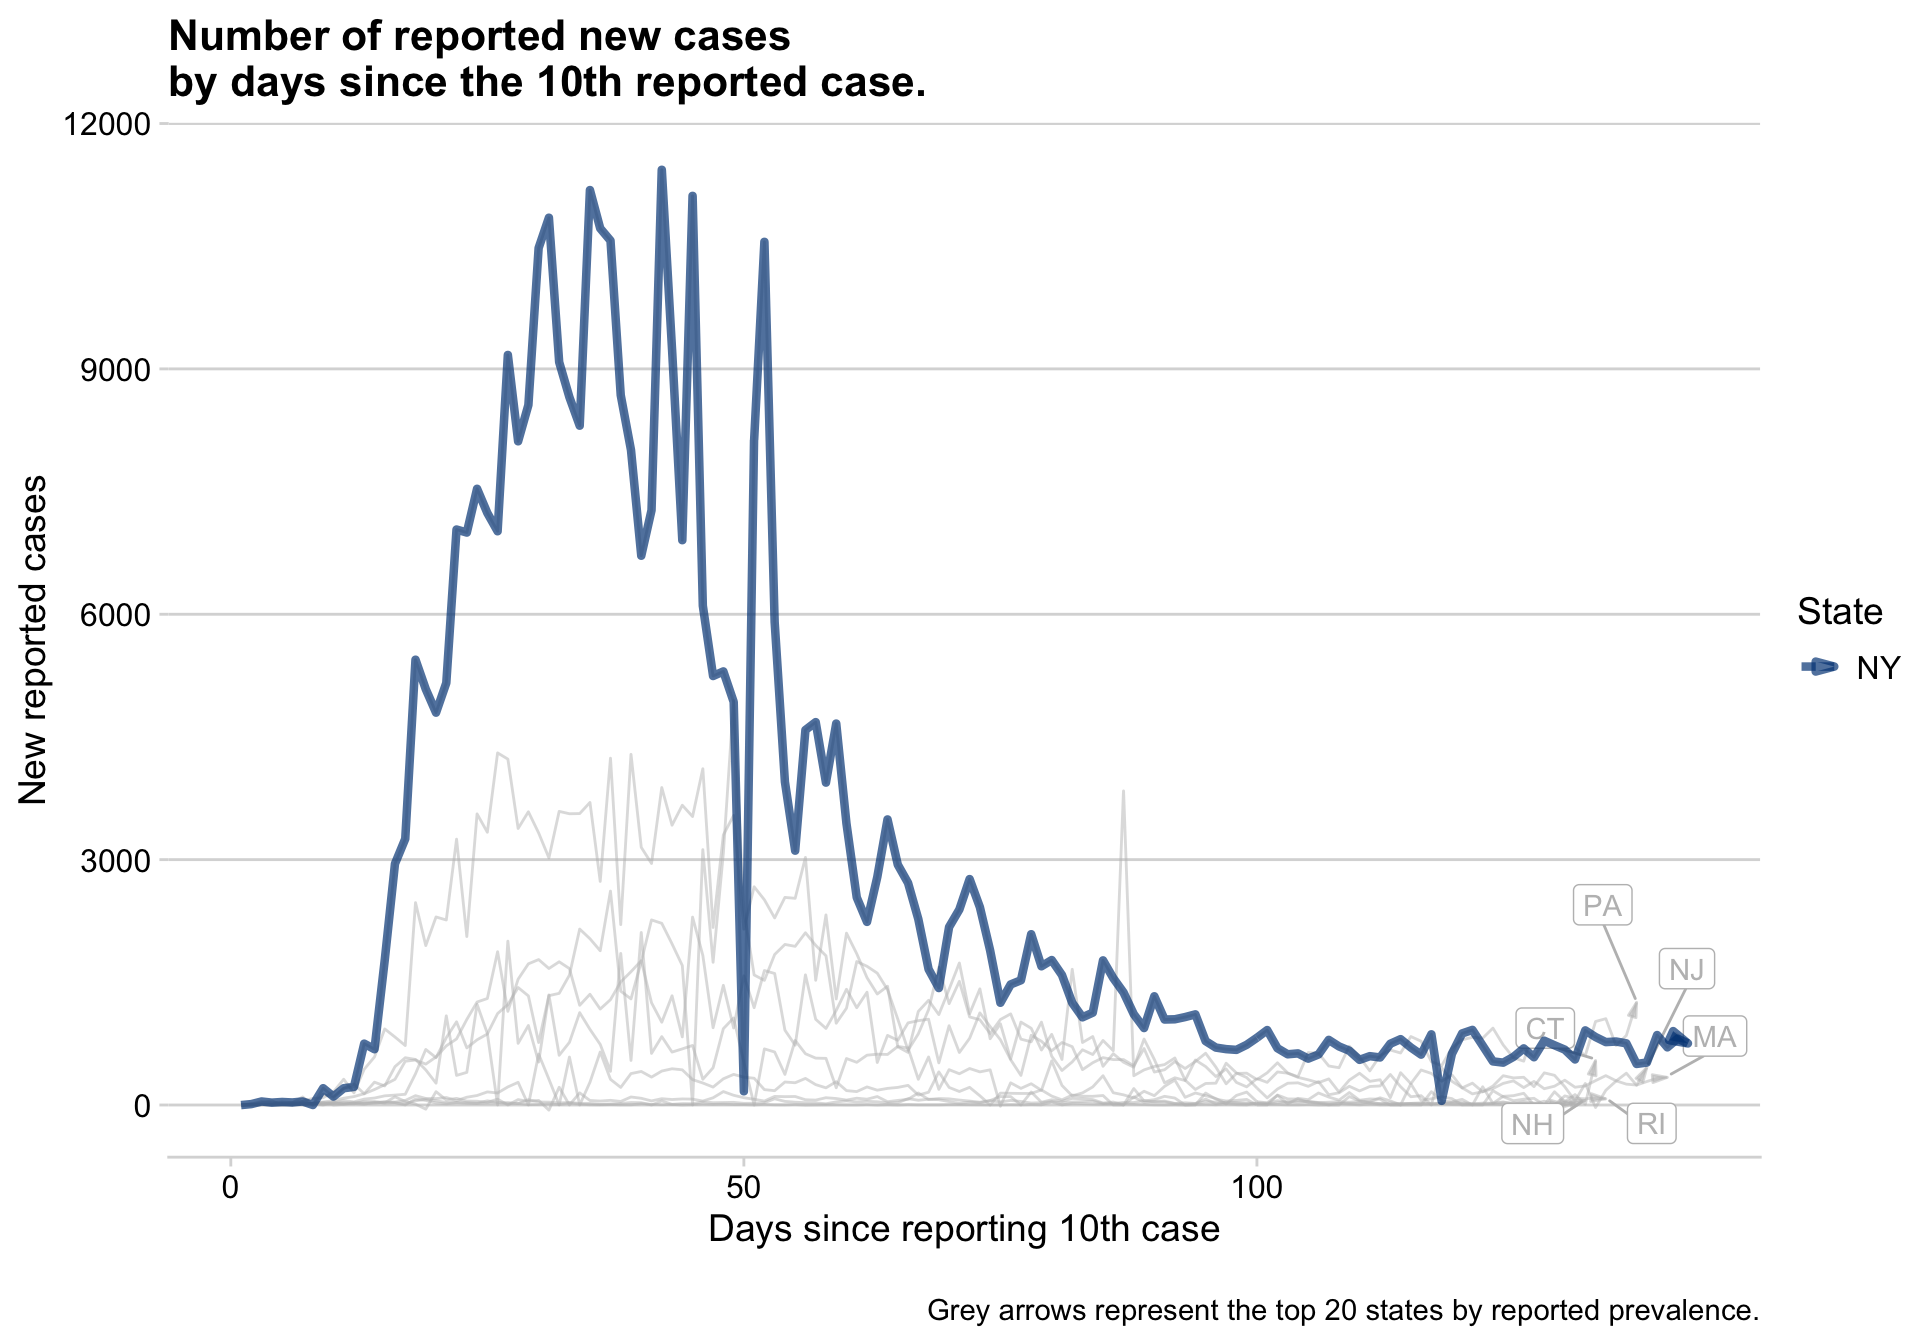 Number of reported new cases
by days since the 10th reported case.
12000
9000
6000
3000
0
New reported cases
State
NY
PA
NJ
CT
MA
NH
RI
0
50
100
Days since reporting 10th case
Grey arrows represent the top 20 states by reported prevalence.